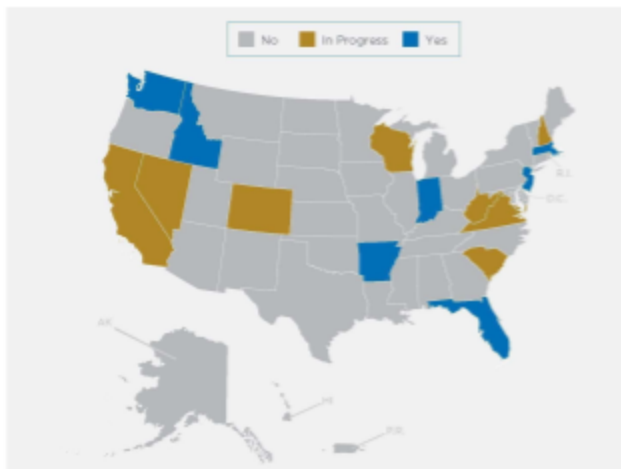 No In Progress Yes
R.I.
D.C.
AK
HI
P.R.